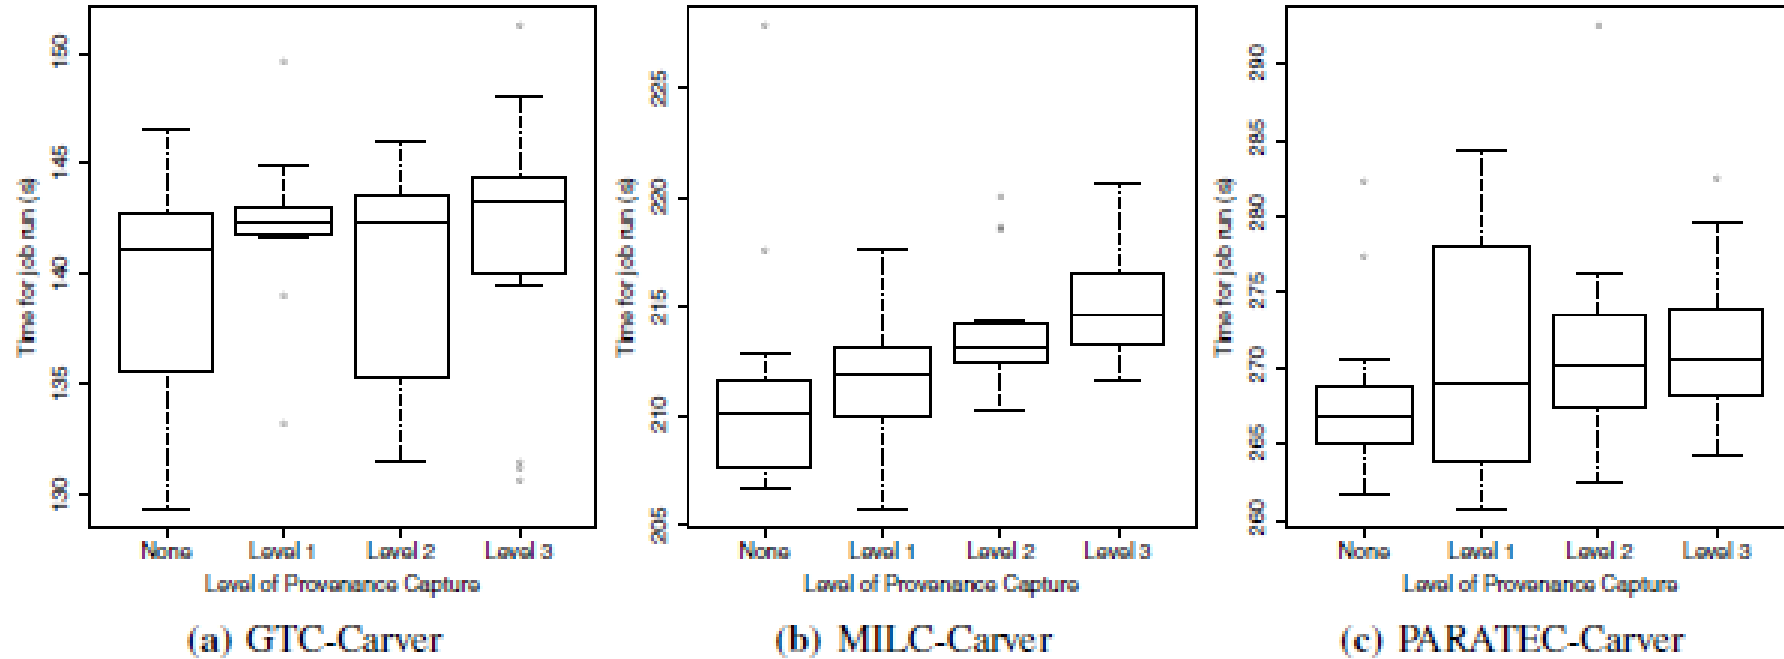 Time for job run (s)
150
145
140
135
130
None Level 1 Level 2 Level 3
Level of Provenance Capture
(a) GTC-Carver
Time for job run (s)
225
220
215
210
205
None Level 1 Level 2 Level 3
Level of Provenance Capture
(b) MILC-Carver
Time for job run (s)
290
285
280
275
270
265
260
None Level 1 Level 2 Level 3
Level of Provenance Capture
(c) PARATEC-Carver